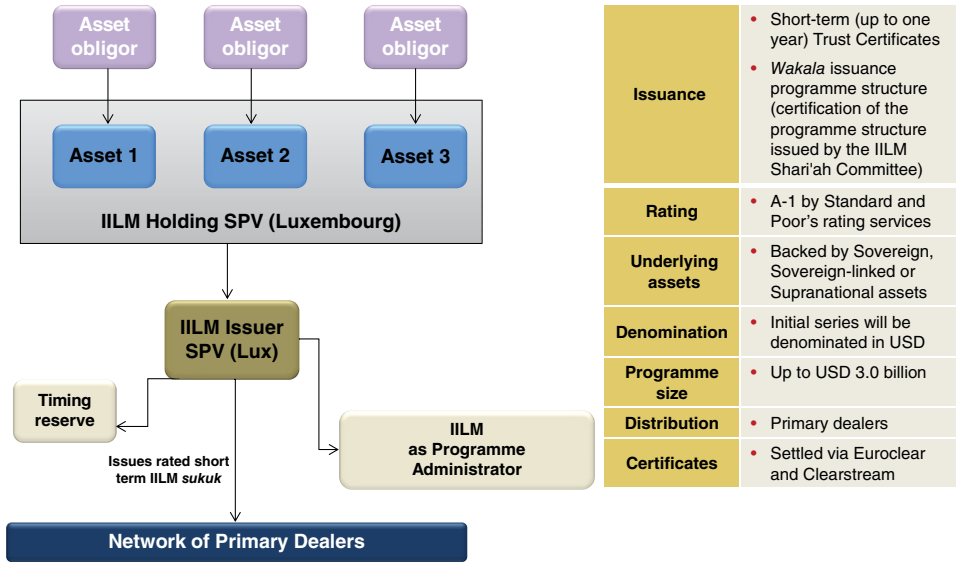 Asset
obligor
Asset
obligor
Asset
obligor
Asset 1
Asset 2
Asset 3
IILM Holding SPV (Luxembourg)
IILM Issuer
SPV (Lux)
Timing
reserve
IILM
as Programme
Administrator
Issues rated short
term IILM sukuk
Network of Primary Dealers
Issuance
• Short-term (up to one
year) Trust Certificates
• Wakala issuance
programme structure
(certification of the
programme structure
issued by the IILM
Shari'ah Committee)
Rating
• A-1 by Standard and
Poor's rating services
Underlying
assets
• Backed by Sovereign,
Sovereign-linked or
Supranational assets
Denomination
• Initial series will be
denominated in USD
Programme
size
• Up to USD 3.0 billion
Distribution
• Primary dealers
Certificates
• Settled via Euroclear
and Clearstream